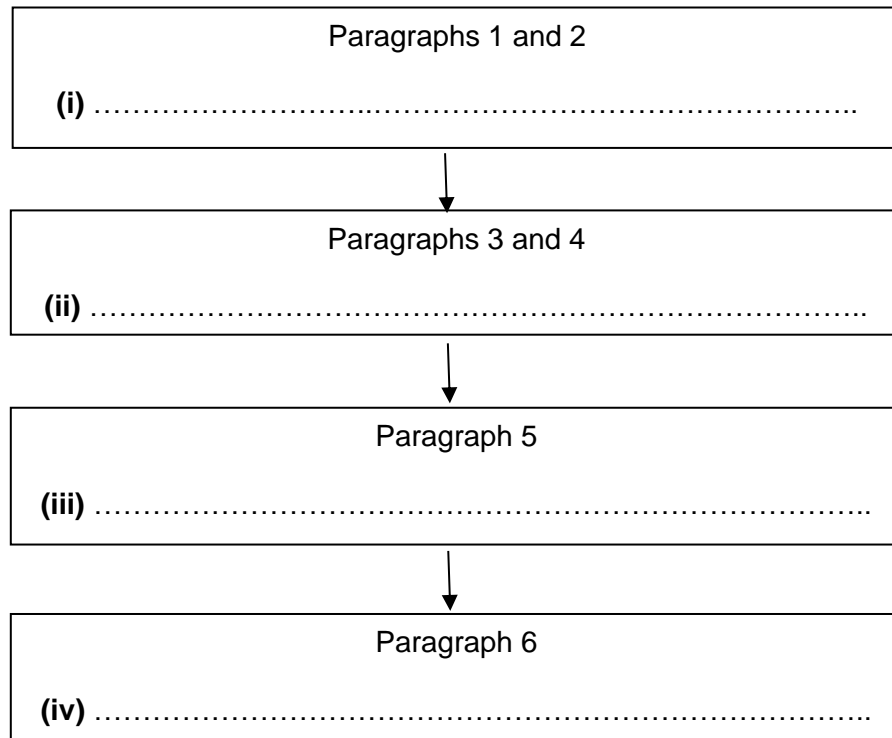 Paragraphs 1 and 2
(i) …………………………..…………………………………………………………..
Paragraphs 3 and 4
(ii) ……………………………………………………………………………………..
Paragraph 5
(iii) ……………………………………………………………………………………..
Paragraph 6
(iv) ……………………………………………………………………………………..